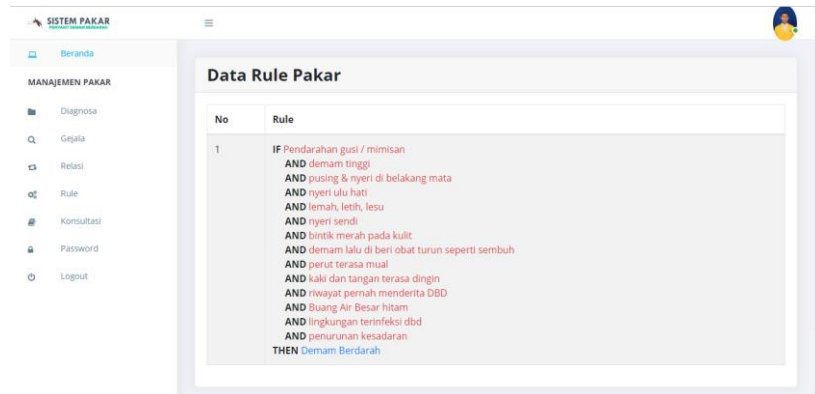 SISTEM PAKAR
PENYAKIT DEMAM BERDARAH
Beranda
MANAJEMEN PAKAR
Diagnosa
Gejala
Relasi
Rule
Konsultasi
Password
Logout
Data Rule Pakar
No Rule
1 IF Pendarahan gusi / mimisan
AND demam tinggi
AND pusing & nyeri di belakang mata
AND nyeri ulu hati
AND lemah, letih, lesu
AND nyeri sendi
AND bintik merah pada kulit
AND demam lalu di beri obat turun seperti sembuh
AND perut terasa mual
AND kaki dan tangan terasa dingin
AND riwayat pernah menderita DBD
AND Buang Air Besar hitam
AND lingkungan terinfeksi dbd
AND penurunan kesadaran
THEN Demam Berdarah